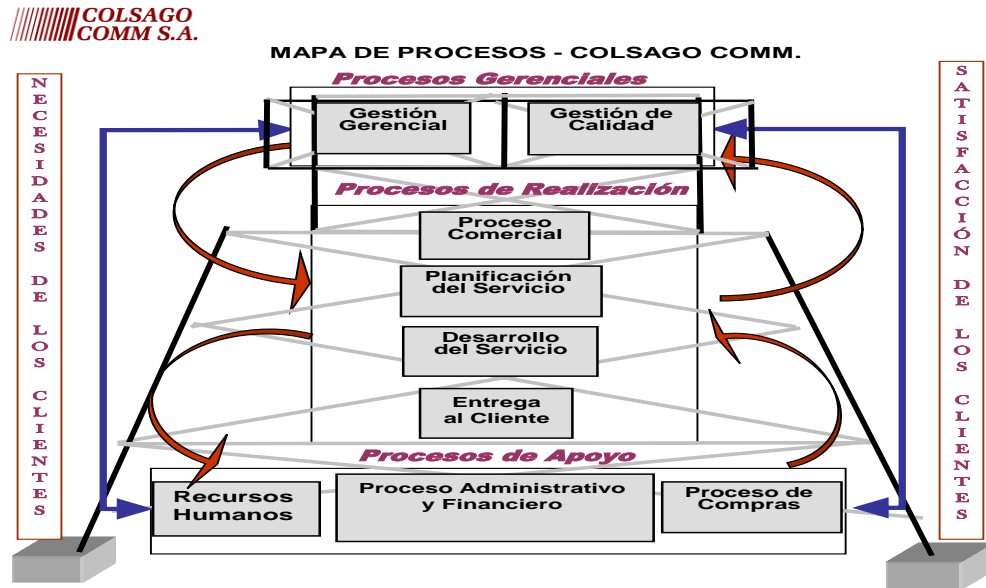 COLSAGO
COMM S.A.
MAPA DE PROCESOS - COLSAGO COMM.
NECESIDADES DE LOS CLIENTES
Procesos Gerenciales
Gestión
Gerencial
Gestión de
Calidad
Procesos de Realización
Proceso
Comercial
Planificación
del Servicio
Desarrollo
del Servicio
Entrega
al Cliente
Procesos de Apoyo
Recursos
Humanos
Proceso Administrativo
y Financiero
Proceso de
Compras
SATISFACCIÓN DE LOS CLIENTES